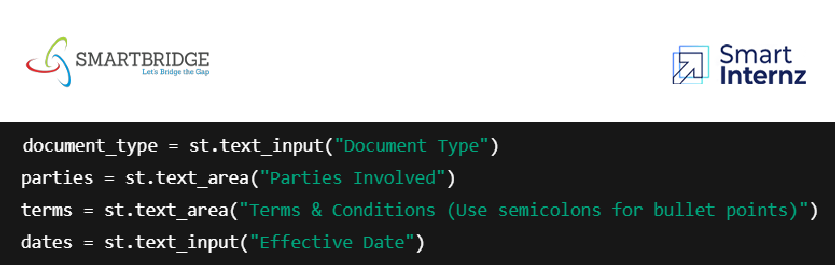 SMARTBRIDGE
Let's Bridge the Gap
Smart
Internz
document_type = st.text_input("Document Type")
parties = st.text_area("Parties Involved")
terms = st.text_area("Terms & Conditions (Use semicolons for bullet points)")
dates = st.text_input("Effective Date")